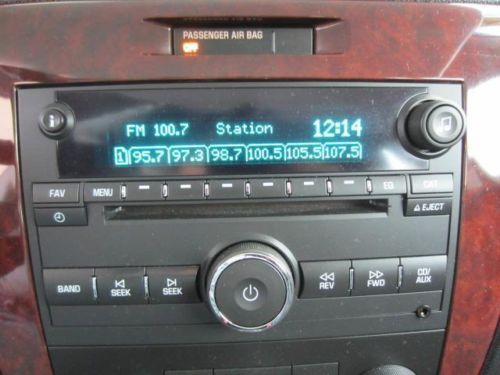 PASSENGER AIR BAG
OFF
FM 100.7 Station 12:14
1 95.7 97.3 98.7 100.5 105.5 107.5
FAV MENU EQ CAT
EJECT
BAND SEEK SEEK REV FWD CD/AUX